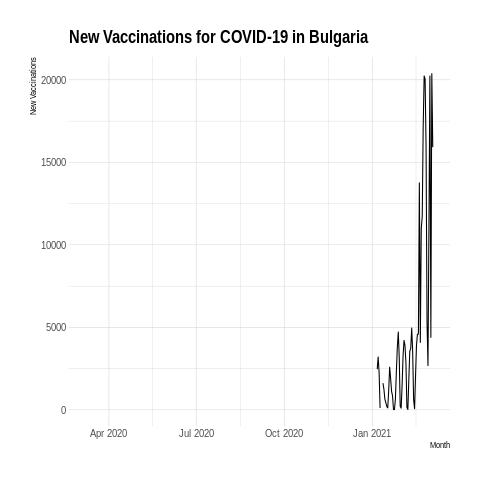 New Vaccinations for COVID-19 in Bulgaria
New Vaccinations
20000
15000
10000
5000
0
Apr 2020 Jul 2020 Oct 2020 Jan 2021
Month